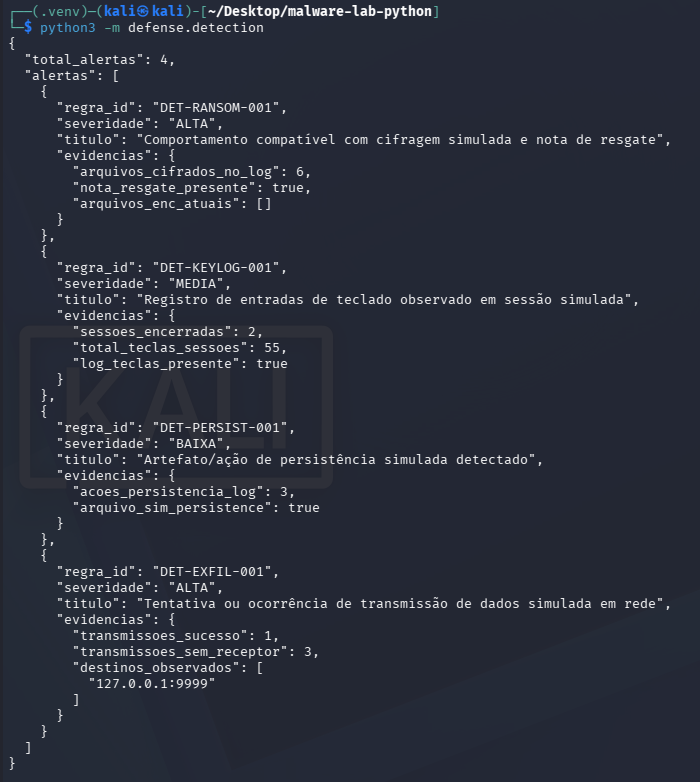 ┌──(.venv)─(kali㉿kali)-[~/Desktop/malware-lab-python]
└─$ python3 -m defense.detection
{
  "total_alertas": 4,
  "alertas": [
    {
      "regra_id": "DET-RANSOM-001",
      "severidade": "ALTA",
      "titulo": "Comportamento compatível com cifragem simulada e nota de resgate",
      "evidencias": {
        "arquivos_cifrados_no_log": 6,
        "nota_resgate_presente": true,
        "arquivos_enc_atuais": []
      }
    },
    {
      "regra_id": "DET-KEYLOG-001",
      "severidade": "MEDIA",
      "titulo": "Registro de entradas de teclado observado em sessão simulada",
      "evidencias": {
        "sessoes_encerradas": 2,
        "total_teclas_sessoes": 55,
        "log_teclas_presente": true
      }
    },
    {
      "regra_id": "DET-PERSIST-001",
      "severidade": "BAIXA",
      "titulo": "Artefato/ação de persistência simulada detectado",
      "evidencias": {
        "acoes_persistencia_log": 3,
        "arquivo_sim_persistence": true
      }
    },
    {
      "regra_id": "DET-EXFIL-001",
      "severidade": "ALTA",
      "titulo": "Tentativa ou ocorrência de transmissão de dados simulada em rede",
      "evidencias": {
        "transmissoes_sucesso": 1,
        "transmissoes_sem_receptor": 3,
        "destinos_observados": [
          "127.0.0.1:9999"
        ]
      }
    }
  ]
}
KALI